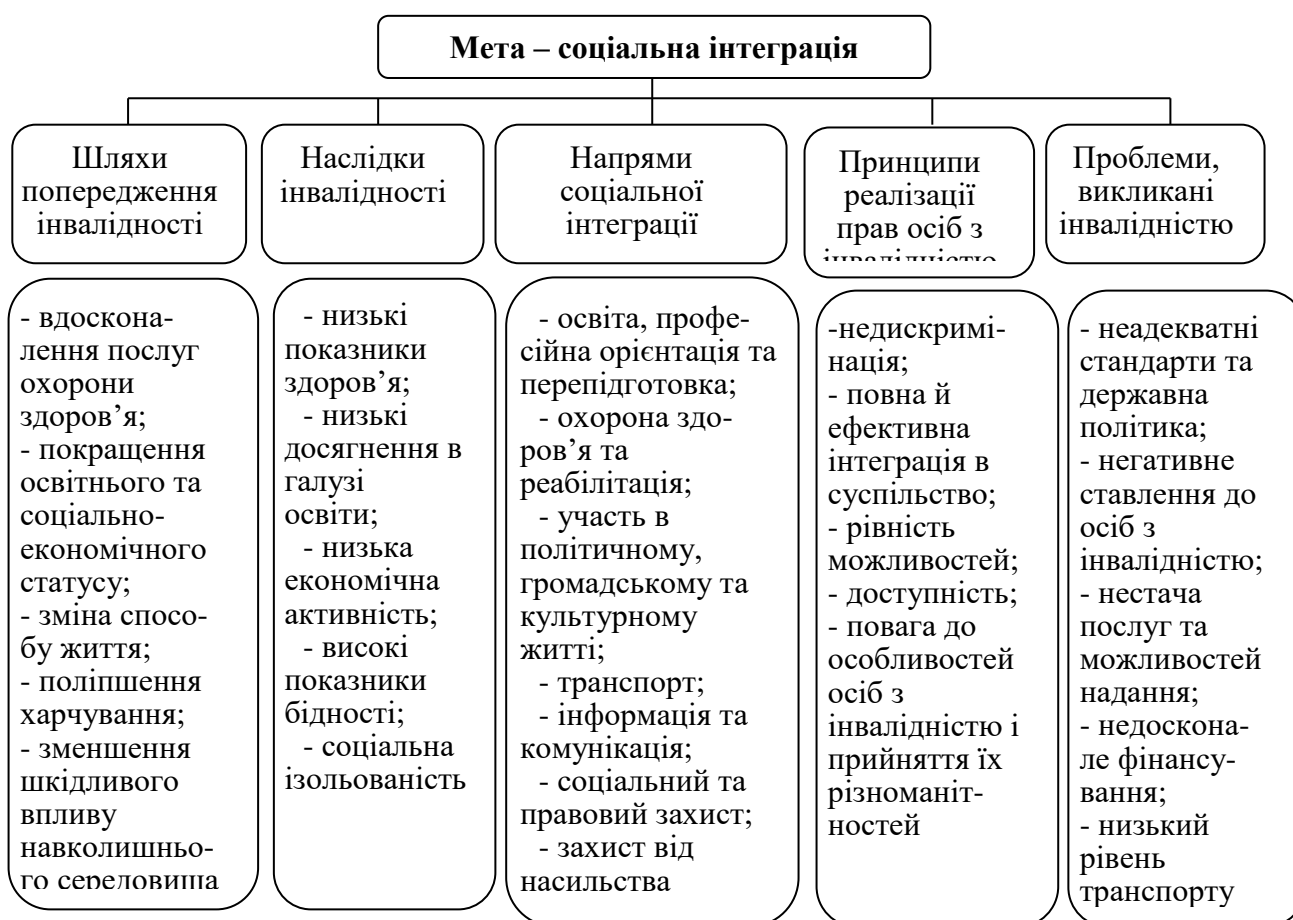 Мета – соціальна інтеграція
Шляхи
попередження
інвалідності
Наслідки
інвалідності
Напрями
соціальної
інтеграції
Принципи
реалізації
прав осіб з
інвалідністю
Проблеми,
викликані
інвалідністю
- вдоскона-
лення послуг
охорони
здоров’я;
- покращення
освітнього та
соціально-
економічного
статусу;
- зміна спосо-
бу життя;
- поліпшення
харчування;
- зменшення
шкідливого
впливу
навколишньо-
го середовища
- низькі
показники
здоров’я;
- низькі
досягнення в
галузі
освіти;
- низька
економічна
активність;
- високі
показники
бідності;
- соціальна
ізольованість
- освіта, профе-
сійна орієнтація та
перепідготовка;
- охорона здо-
ров’я та
реабілітація;
- участь в
політичному,
громадському та
культурному
житті;
- транспорт;
- інформація та
комунікація;
- соціальний та
правовий захист;
- захист від
насильства
-недискримі-
нація;
- повна й
ефективна
інтеграція в
суспільство;
- рівність
можливостей;
- доступність;
- повага до
особливостей
осіб з
інвалідністю і
прийняття їх
різноманіт-
ностей
- неадекватні
стандарти та
державна
політика;
- негативне
ставлення до
осіб з
інвалідністю;
- нестача
послуг та
можливостей
надання;
- недоскона-
ле фінансу-
вання;
- низький
рівень
транспорту